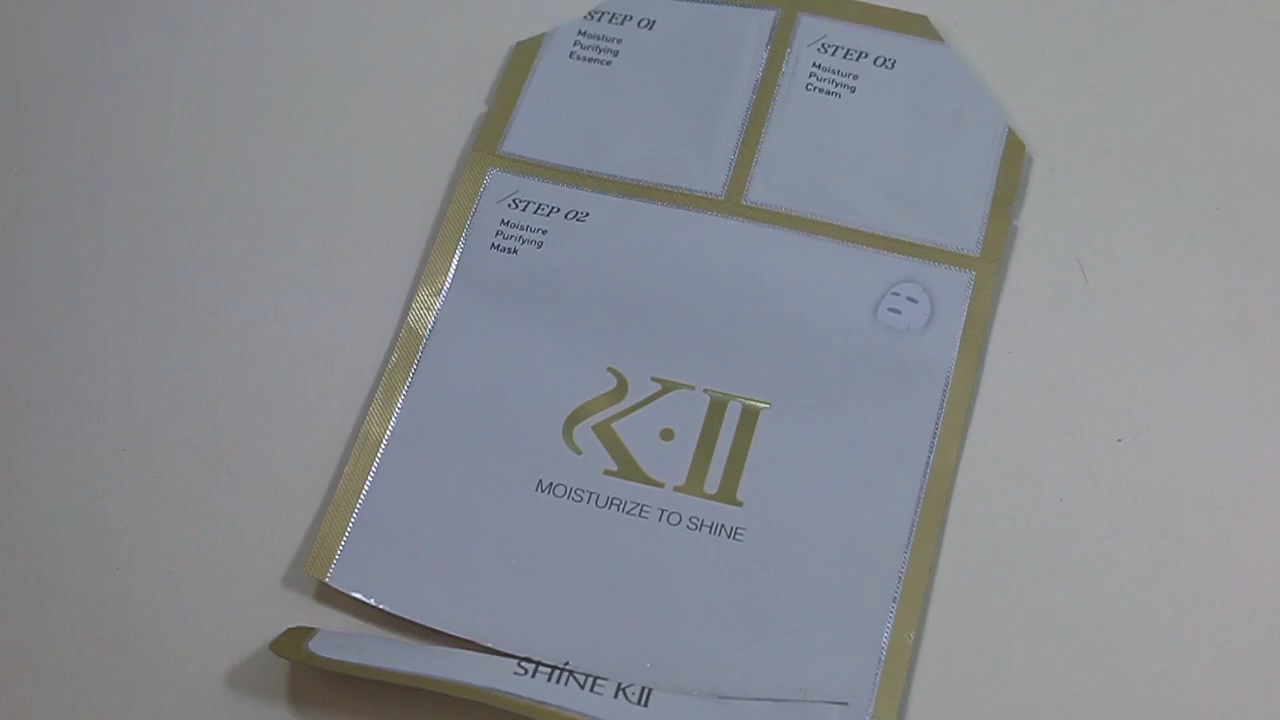 STEP 01
Moisture
Purifying
Essence
/STEP 03
Moisture
Purifying
Cream
/STEP 02
Moisture
Purifying
Mask
K·II
MOISTURIZE TO SHINE
SHINE K·II